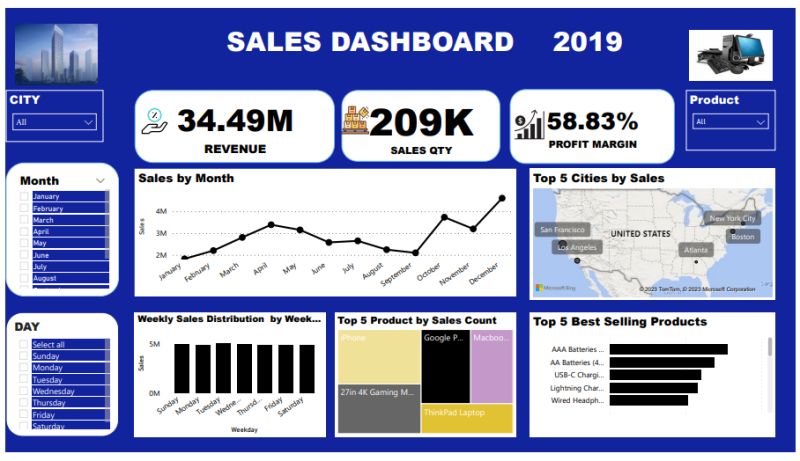 SALES DASHBOARD 2019
CITY
All
34.49M
REVENUE
209K
SALES QTY
58.83%
PROFIT MARGIN
Product
All
Month
January
February
March
April
May
June
July
August
Sales by Month
Sales
4M
3M
2M
January
February
March
April
May
June
July
August
September
October
November
December
Top 5 Cities by Sales
New York City
San Francisco
UNITED STATES
Boston
Los Angeles
Atlanta
Microsoft Bing
© 2023 TomTom, © 2023 Microsoft Corporation
DAY
Select all
Sunday
Monday
Tuesday
Wednesday
Thursday
Friday
Saturday
Weekly Sales Distribution by Week...
Sales
5M
0M
Sunday
Monday
Tuesday
Wedne...
Thursd...
Friday
Saturday
Weekday
Top 5 Product by Sales Count
iPhone
Google P...
Macboo...
27in 4K Gaming M...
ThinkPad Laptop
Top 5 Best Selling Products
AAA Batteries ...
AA Batteries (4...
USB-C Chargi...
Lightning Char...
Wired Headph...